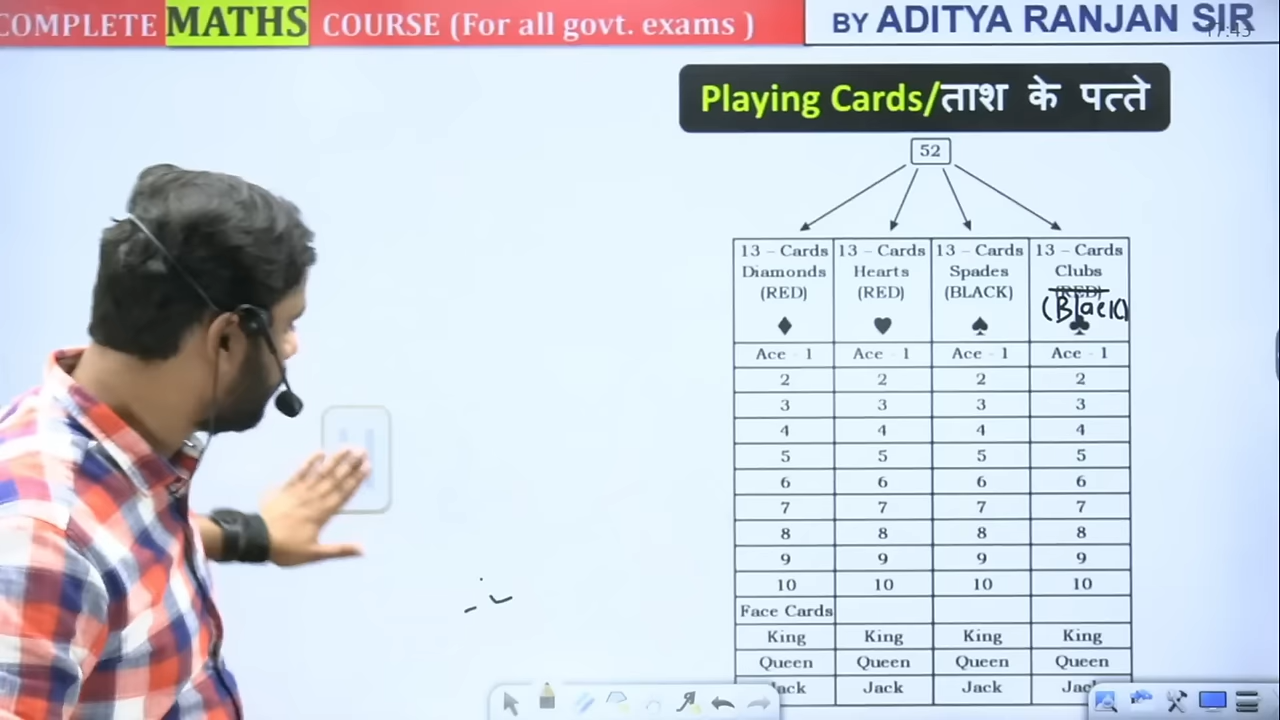 COMPLETE MATHS COURSE (For all govt. exams )
BY ADITYA RANJAN SIR
17:45
Playing Cards/ताश के पत्ते
52
13 – Cards 13 – Cards 13 – Cards 13 – Cards
Diamonds Hearts Spades Clubs
(RED) (RED) (BLACK) (RED)
(Black)
Ace - 1 Ace - 1 Ace - 1 Ace - 1
2 2 2 2
3 3 3 3
4 4 4 4
5 5 5 5
6 6 6 6
7 7 7 7
8 8 8 8
9 9 9 9
10 10 10 10
Face Cards
King King King King
Queen Queen Queen Queen
Jack Jack Jack Jack